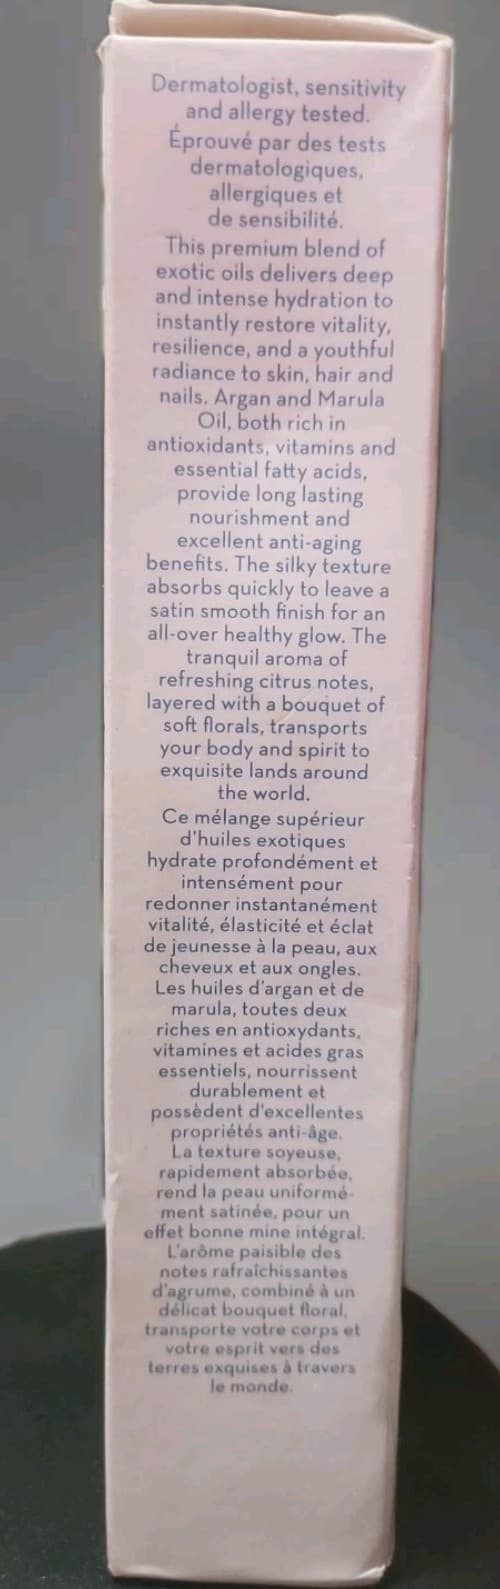 Dermatologist, sensitivity
and allergy tested.
Éprouvé par des tests
dermatologiques,
allergiques et
de sensibilité.
This premium blend of
exotic oils delivers deep
and intense hydration to
instantly restore vitality,
resilience, and a youthful
radiance to skin, hair and
nails. Argan and Marula
Oil, both rich in
antioxidants, vitamins and
essential fatty acids,
provide long lasting
nourishment and
excellent anti-aging
benefits. The silky texture
absorbs quickly to leave a
satin smooth finish for an
all-over healthy glow. The
tranquil aroma of
refreshing citrus notes,
layered with a bouquet of
soft florals, transports
your body and spirit to
exquisite lands around
the world.
Ce mélange supérieur
d'huiles exotiques
hydrate profondément et
intensément pour
redonner instantanément
vitalité, élasticité et éclat
de jeunesse à la peau, aux
cheveux et aux ongles.
Les huiles d'argan et de
marula, toutes deux
riches en antioxydants,
vitamines et acides gras
essentiels, nourrissent
durablement et
possèdent d'excellentes
propriétés anti-âge.
La texture soyeuse,
rapidement absorbée,
rend la peau uniformé-
ment satinée, pour un
effet bonne mine intégral.
L'arôme paisible des
notes rafraîchissantes
d'agrume, combiné à un
délicat bouquet floral,
transporte votre corps et
votre esprit vers des
terres exquises à travers
le monde.